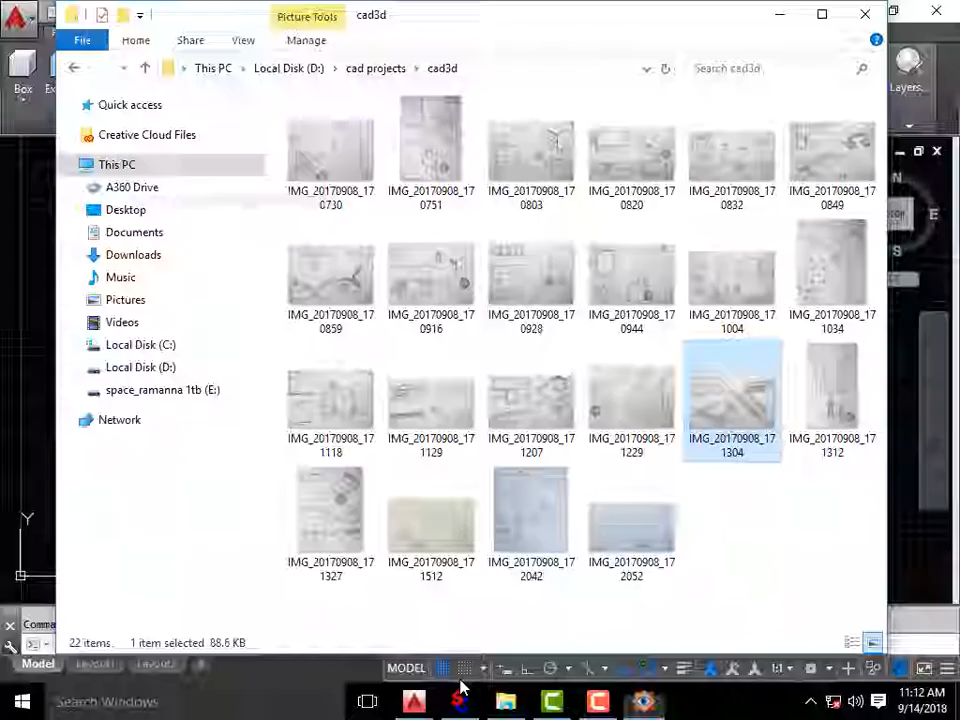 Picture Tools
cad3d
File
Home
Share
View
Manage
This PC
Local Disk (D:)
cad projects
cad3d
Search cad3d
Box
Layers...
Quick access
Creative Cloud Files
This PC
A360 Drive
Desktop
Documents
Downloads
Music
Pictures
Videos
Local Disk (C:)
Local Disk (D:)
space_ramanna 1tb (E:)
Network
IMG_20170908_17
0730
IMG_20170908_17
0751
IMG_20170908_17
0803
IMG_20170908_17
0820
IMG_20170908_17
0832
IMG_20170908_17
0849
IMG_20170908_17
0859
IMG_20170908_17
0916
IMG_20170908_17
0928
IMG_20170908_17
0944
IMG_20170908_17
1004
IMG_20170908_17
1034
IMG_20170908_17
1118
IMG_20170908_17
1129
IMG_20170908_17
1207
IMG_20170908_17
1229
IMG_20170908_17
1304
IMG_20170908_17
1312
IMG_20170908_17
1327
IMG_20170908_17
1512
IMG_20170908_17
2042
IMG_20170908_17
2052
N
E
S
Y
Comma
22 items
1 item selected 88.6 KB
Model
MODEL
1:1
Search Windows
11:12 AM
9/14/2018